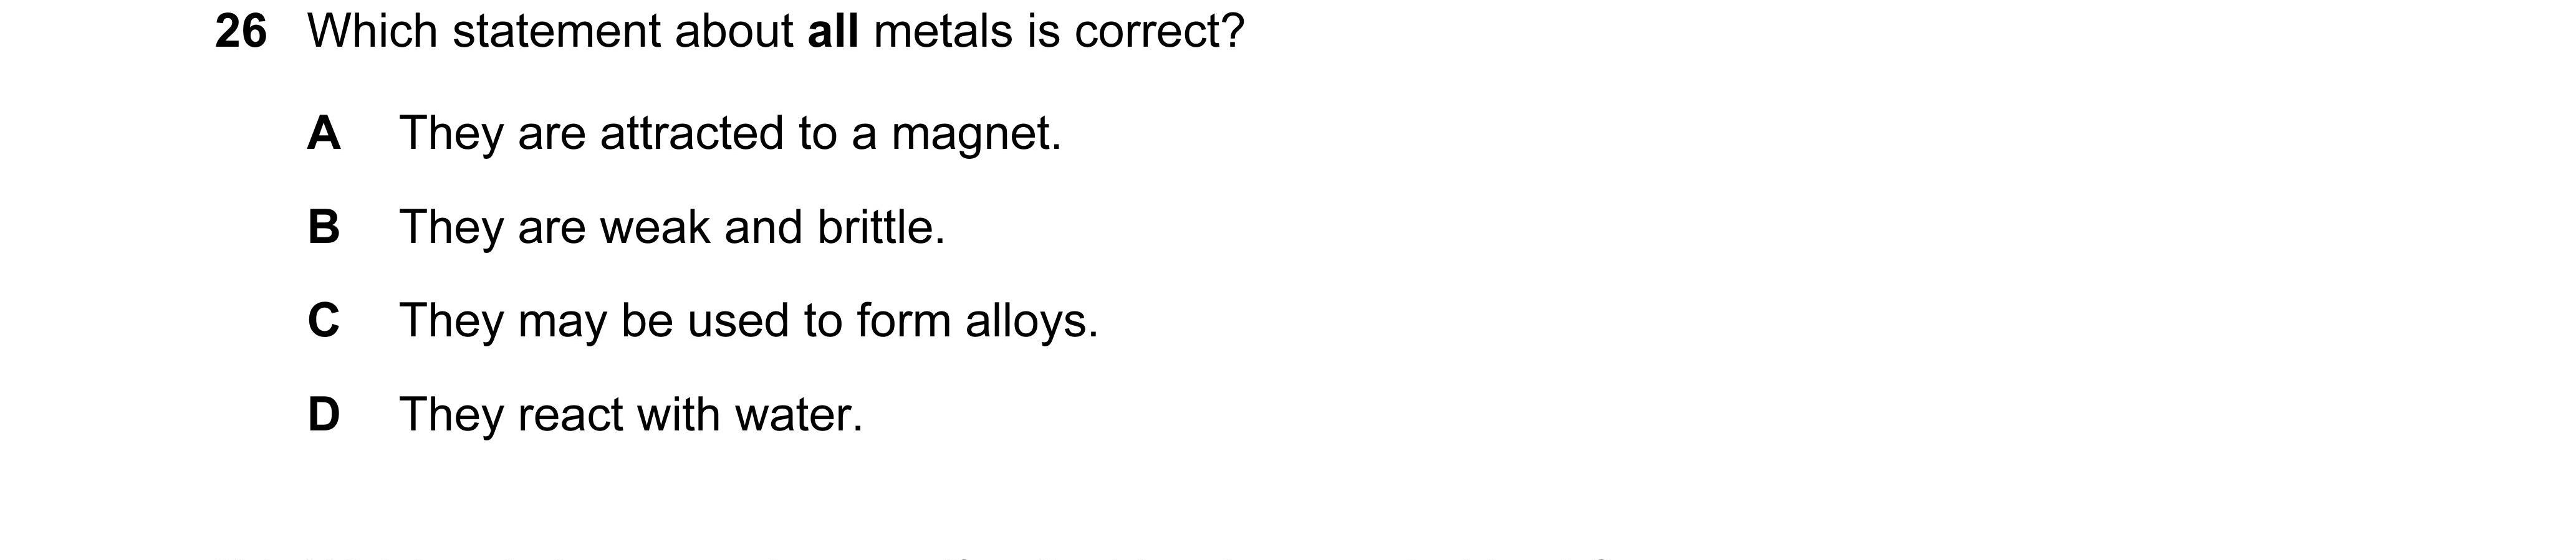 26 Which statement about all metals is correct?
A They are attracted to a magnet.
B They are weak and brittle.
C They may be used to form alloys.
D They react with water.